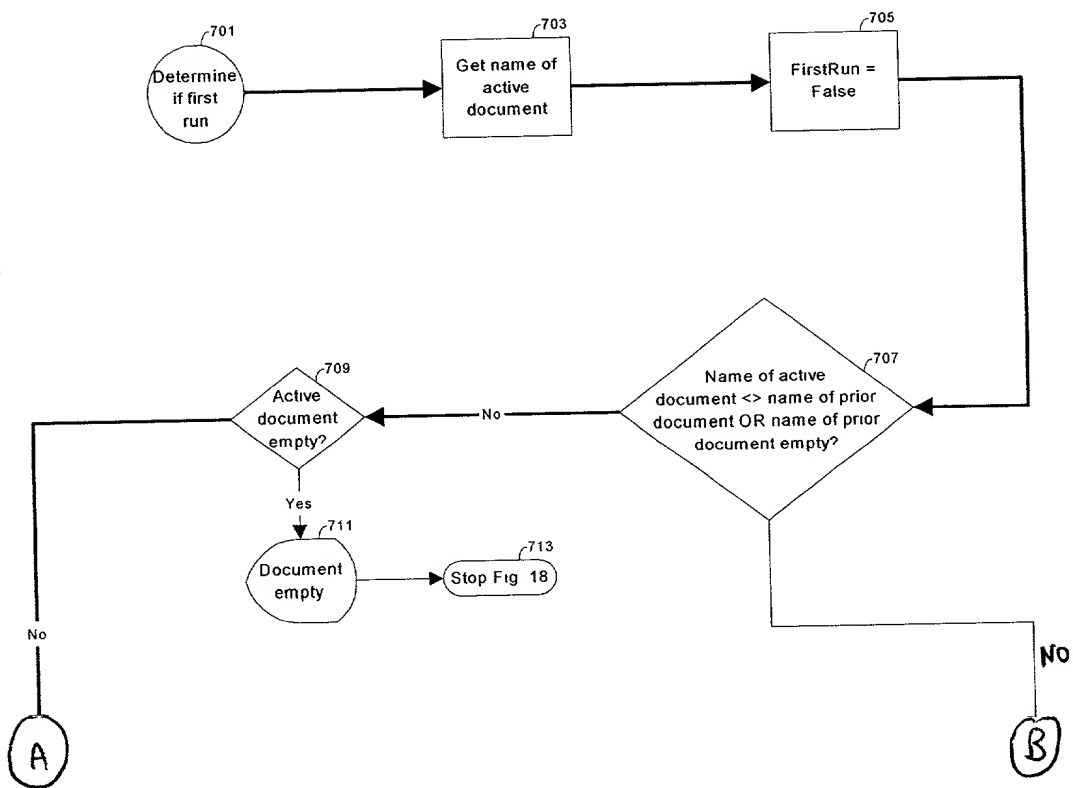 701
Determine
if first
run
703
Get name of
active
document
705
FirstRun =
False
707
Name of active
document <> name of prior
document OR name of prior
document empty?
No
709
Active
document
empty?
Yes
711
Document
empty
713
Stop Fig 18
No
NO
A
B